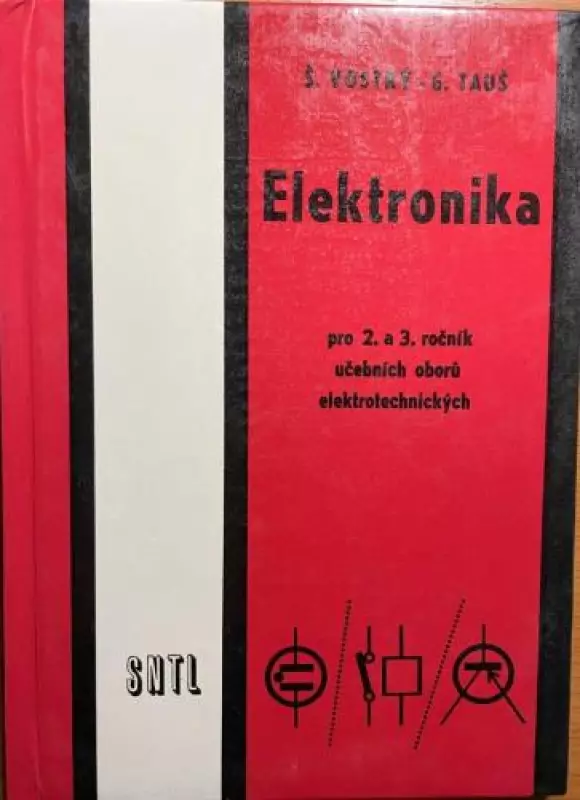 Š. VOSTRÝ - G. TAUŠ
Elektronika
pro 2. a 3. ročník
učebních oborů
elektrotechnických
SNTL